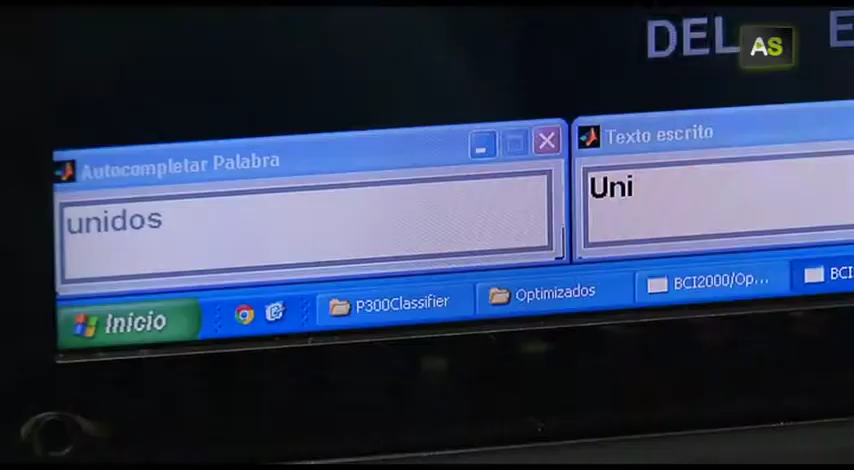 DEL E
AS
Autocompletar Palabra
unidos
Texto escrito
Uni
Inicio
P300Classifier
Optimizados
BCI2000/Op...
BCI